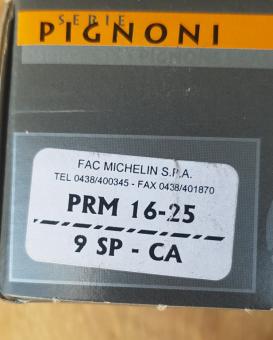 SERIE
PIGNONI
FAC MICHELIN S.P.A.
TEL 0438/400345 - FAX 0438/401870
PRM 16-25
9 SP - CA